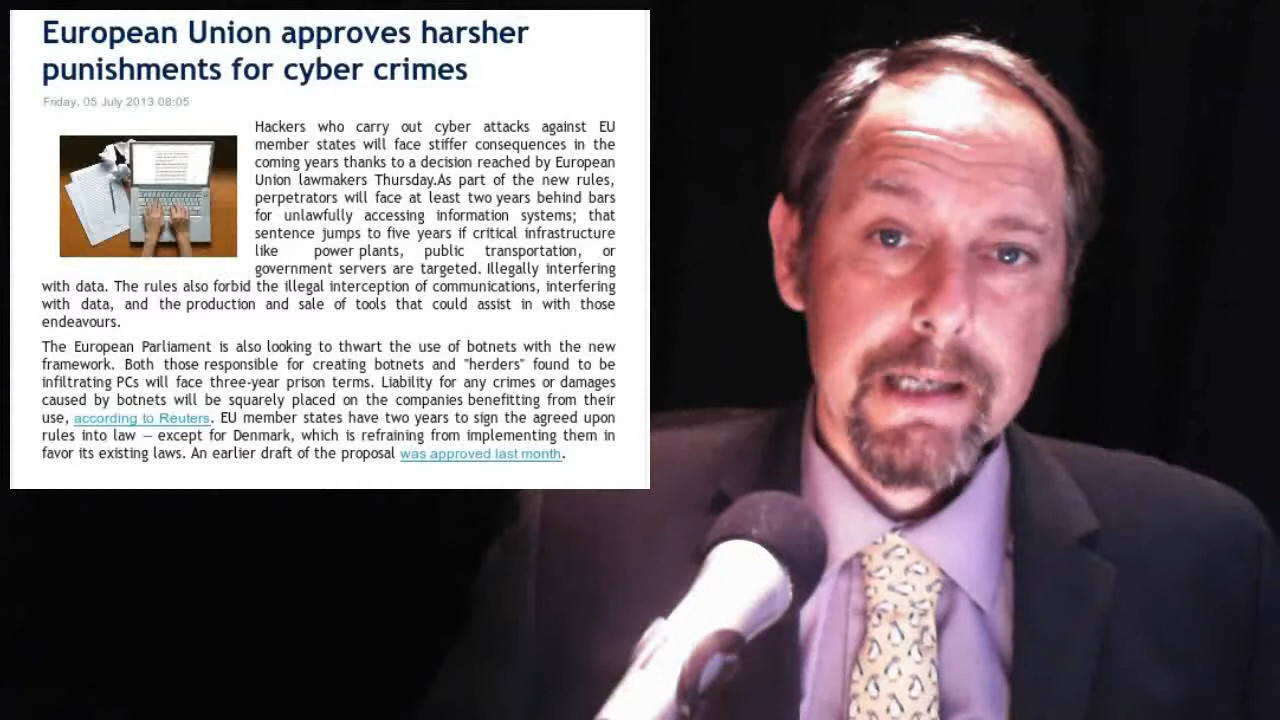 European Union approves harsher
punishments for cyber crimes
Friday, 05 July 2013 08:05
Hackers who carry out cyber attacks against EU
member states will face stiffer consequences in the
coming years thanks to a decision reached by European
Union lawmakers Thursday.As part of the new rules,
perpetrators will face at least two years behind bars
for unlawfully accessing information systems; that
sentence jumps to five years if critical infrastructure
like power plants, public transportation, or
government servers are targeted. Illegally interfering
with data. The rules also forbid the illegal interception of communications, interfering
with data, and the production and sale of tools that could assist in with those
endeavours.
The European Parliament is also looking to thwart the use of botnets with the new
framework. Both those responsible for creating botnets and "herders" found to be
infiltrating PCs will face three-year prison terms. Liability for any crimes or damages
caused by botnets will be squarely placed on the companies benefitting from their
use, according to Reuters. EU member states have two years to sign the agreed upon
rules into law — except for Denmark, which is refraining from implementing them in
favor its existing laws. An earlier draft of the proposal was approved last month.